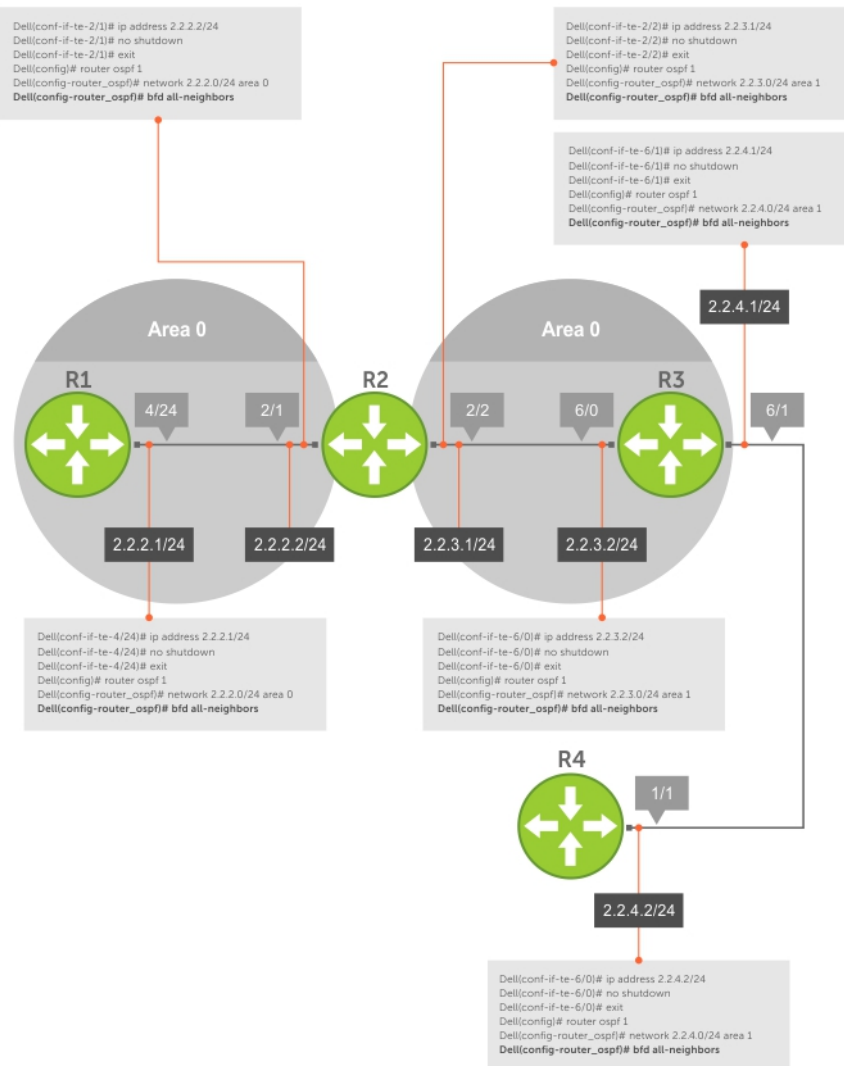 Dell(conf-if-te-2/1)# ip address 2.2.2.2/24
Dell(conf-if-te-2/1)# no shutdown
Dell(conf-if-te-2/1)# exit
Dell(config)# router ospf 1
Dell(config-router_ospf)# network 2.2.2.0/24 area 0
Dell(config-router_ospf)# bfd all-neighbors
Dell(conf-if-te-2/2)# ip address 2.2.3.1/24
Dell(conf-if-te-2/2)# no shutdown
Dell(conf-if-te-2/2)# exit
Dell(config)# router ospf 1
Dell(config-router_ospf)# network 2.2.3.0/24 area 1
Dell(config-router_ospf)# bfd all-neighbors
Dell(conf-if-te-6/1)# ip address 2.2.4.1/24
Dell(conf-if-te-6/1)# no shutdown
Dell(conf-if-te-6/1)# exit
Dell(config)# router ospf 1
Dell(config-router_ospf)# network 2.2.4.0/24 area 1
Dell(config-router_ospf)# bfd all-neighbors
2.2.4.1/24
Area 0
Area 0
R1
R2
R3
4/24
2/1
2/2
6/0
6/1
2.2.2.1/24
2.2.2.2/24
2.2.3.1/24
2.2.3.2/24
Dell(conf-if-te-4/24)# ip address 2.2.2.1/24
Dell(conf-if-te-4/24)# no shutdown
Dell(conf-if-te-4/24)# exit
Dell(config)# router ospf 1
Dell(config-router_ospf)# network 2.2.2.0/24 area 0
Dell(config-router_ospf)# bfd all-neighbors
Dell(conf-if-te-6/0)# ip address 2.2.3.2/24
Dell(conf-if-te-6/0)# no shutdown
Dell(conf-if-te-6/0)# exit
Dell(config)# router ospf 1
Dell(config-router_ospf)# network 2.2.3.0/24 area 1
Dell(config-router_ospf)# bfd all-neighbors
R4
1/1
2.2.4.2/24
Dell(conf-if-te-6/0)# ip address 2.2.4.2/24
Dell(conf-if-te-6/0)# no shutdown
Dell(conf-if-te-6/0)# exit
Dell(config)# router ospf 1
Dell(config-router_ospf)# network 2.2.4.0/24 area 1
Dell(config-router_ospf)# bfd all-neighbors